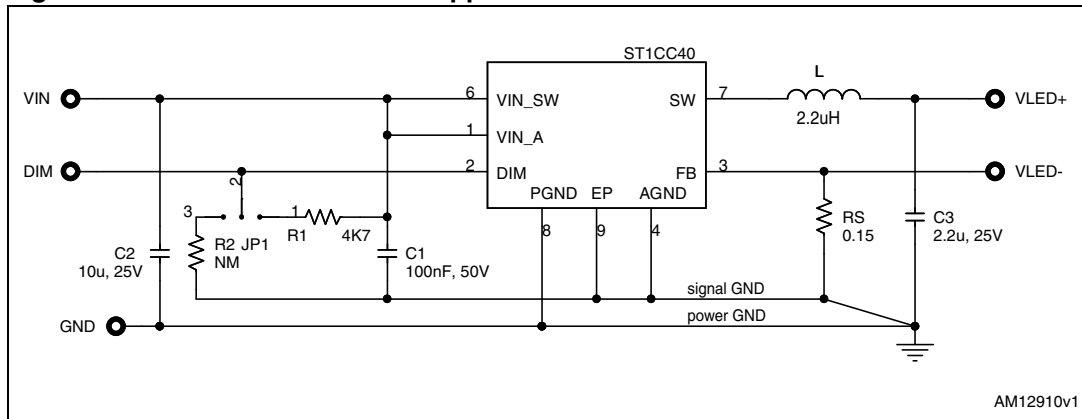 ST1CC40
L
VIN
6
VIN_SW
SW
7
VLED+
2.2uH
1
VIN_A
DIM
2
DIM
FB
3
VLED-
PGND
EP
AGND
2
3
1
8
9
4
R1
4K7
R2
JP1
NM
C2
10u, 25V
C1
100nF, 50V
RS
0.15
C3
2.2u, 25V
signal GND
power GND
GND
AM12910v1